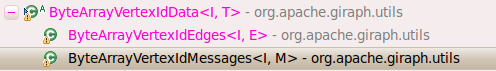 ByteArrayVertexIdData<I, T> - org.apache.giraph.utils
ByteArrayVertexIdEdges<I, E> - org.apache.giraph.utils
ByteArrayVertexIdMessages<I, M> - org.apache.giraph.utils